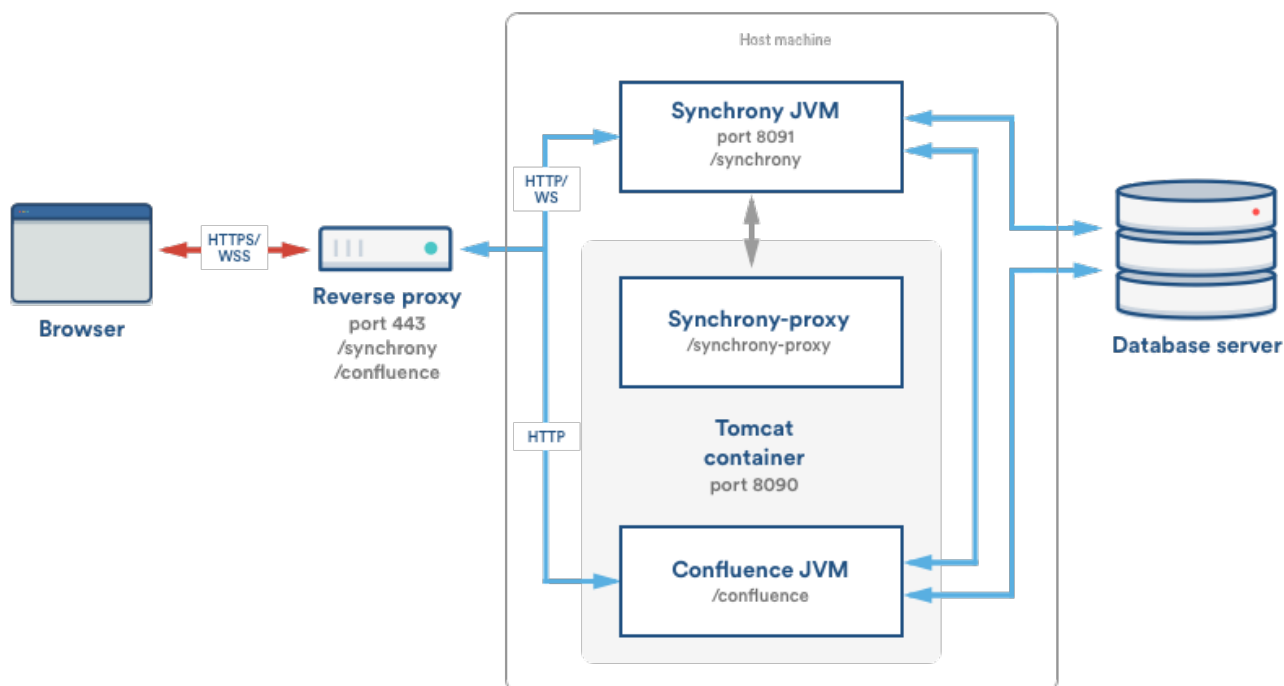 Host machine
Synchrony JVM
port 8091
/synchrony
HTTP/
WS
HTTPS/
WSS
Reverse proxy
port 443
/synchrony
/confluence
Browser
Synchrony-proxy
/synchrony-proxy
Database server
HTTP
Tomcat
container
port 8090
Confluence JVM
/confluence